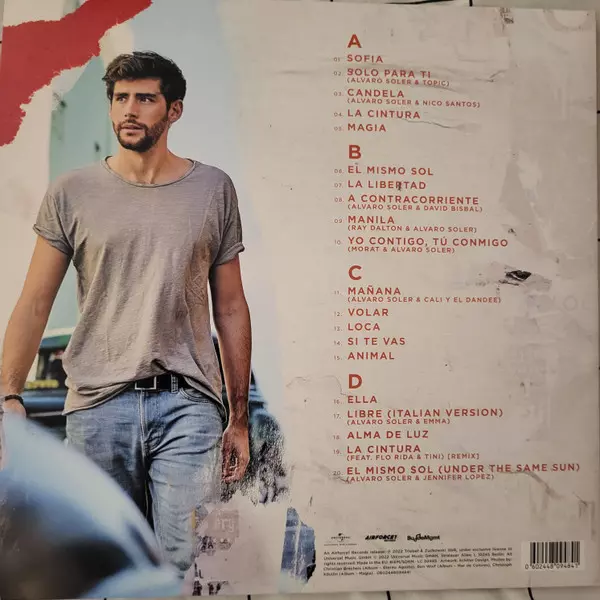 A
01. SOFIA
02. SOLO PARA TI
(ALVARO SOLER & TOPIC)
03. CANDELA
(ALVARO SOLER & NICO SANTOS)
04. LA CINTURA
05. MAGIA
B
06. EL MISMO SOL
07. LA LIBERTAD
08. A CONTRACORRIENTE
(ALVARO SOLER & DAVID BISBAL)
09. MANILA
(RAY DALTON & ALVARO SOLER)
10. YO CONTIGO, TÚ CONMIGO
(MORAT & ALVARO SOLER)
C
11. MAÑANA
(ALVARO SOLER & CALI Y EL DANDEE)
12. VOLAR
13. LOCA
14. SI TE VAS
15. ANIMAL
D
16. ELLA
17. LIBRE (ITALIAN VERSION)
(ALVARO SOLER & EMMA)
18. ALMA DE LUZ
19. LA CINTURA
(FEAT. FLO RIDA & TINI) [REMIX]
20. EL MISMO SOL (UNDER THE SAME SUN)
(ALVARO SOLER & JENNIFER LOPEZ)
UNIVERSAL
AIRFORCE1
0 602448 094841